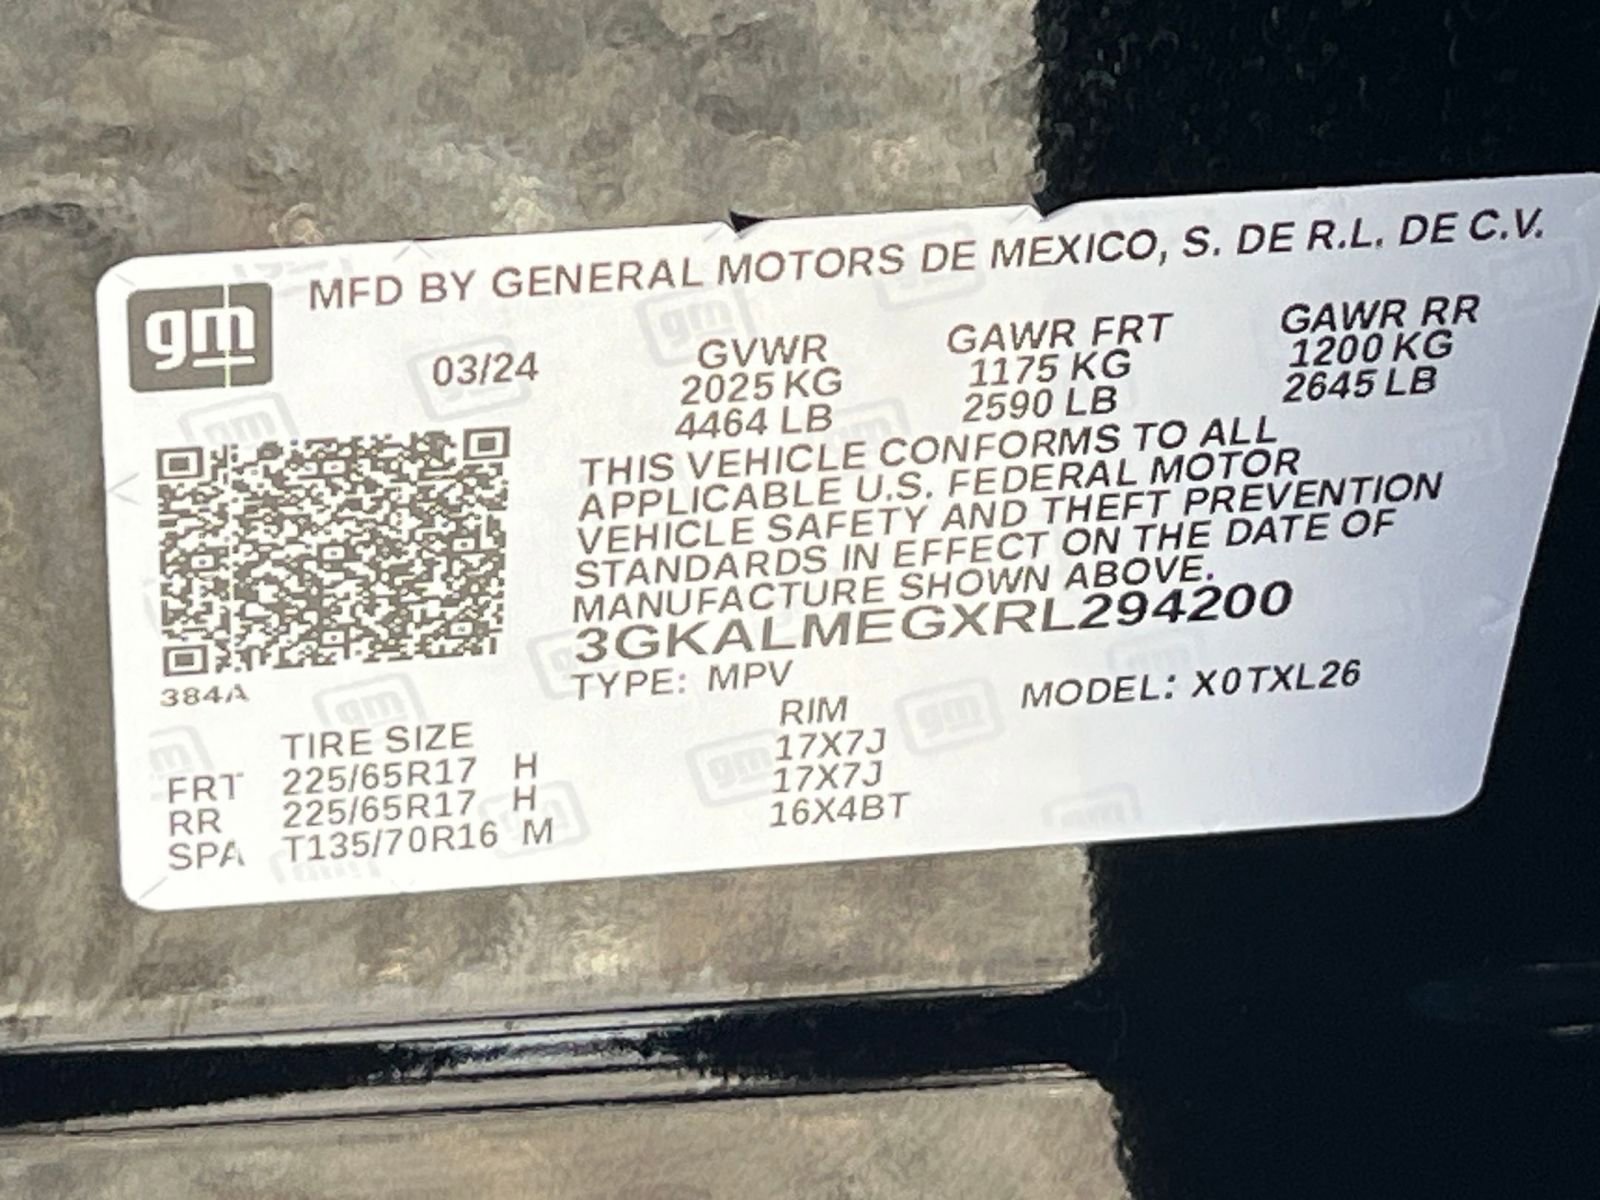 MFD BY GENERAL MOTORS DE MEXICO, S. DE R.L. DE C.V.
gm
03/24
GVWR GAWR FRT GAWR RR
2025 KG 1175 KG 1200 KG
4464 LB 2590 LB 2645 LB
THIS VEHICLE CONFORMS TO ALL
APPLICABLE U.S. FEDERAL MOTOR
VEHICLE SAFETY AND THEFT PREVENTION
STANDARDS IN EFFECT ON THE DATE OF
MANUFACTURE SHOWN ABOVE.
3GKALMEGXRL294200
384A
TYPE: MPV MODEL: X0TXL26
TIRE SIZE RIM
FRT 225/65R17 H 17X7J
RR 225/65R17 H 17X7J
SPA T135/70R16 M 16X4BT